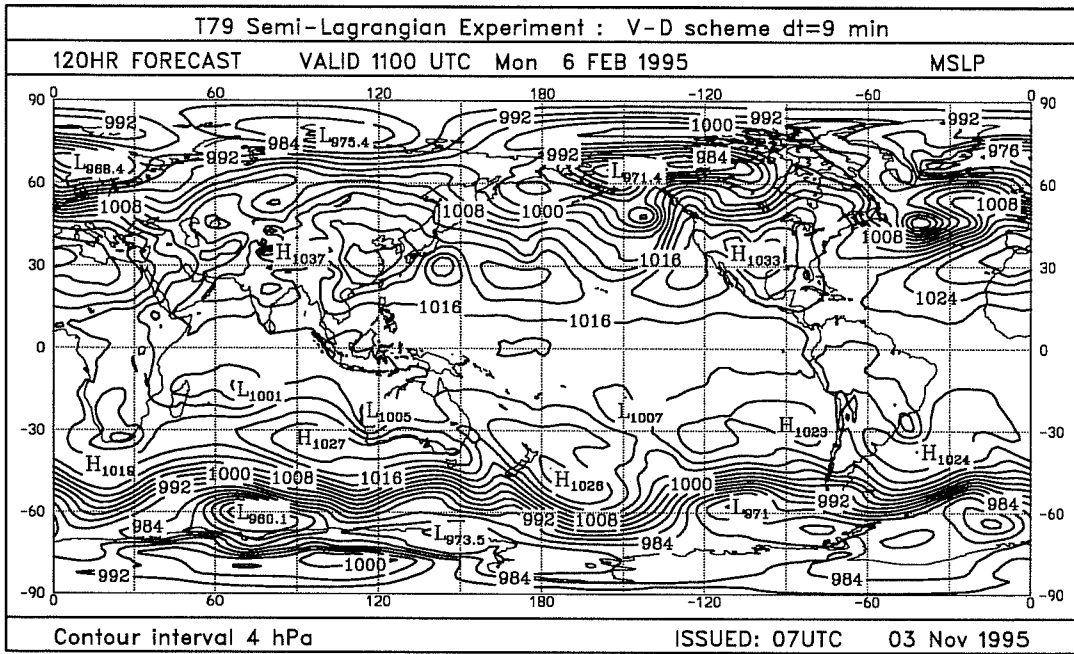 T79 Semi-Lagrangian Experiment : V-D scheme dt=9 min
120HR FORECAST VALID 1100 UTC Mon 6 FEB 1995 MSLP
90 0 60 120 180 -120 -60 0 90
992 992 1000 992
L975.4
984 992 992 984 976
L968.4 L971.4
60 60
1008 1008 1000 1008
1008
H1037 1016 H1033
30 30
1024
1016 1016
0 0
L1001 L1005 L1007
-30 H1027 H1023 -30
H1019 H1026 H1024
1000 1008 1016 1000
992 992 984
-60 L960.1 992 1008 L971 -60
984 L973.5 984
992 1000 984 984
-90 -90
0 60 120 180 -120 -60 0
Contour interval 4 hPa ISSUED: 07UTC 03 Nov 1995